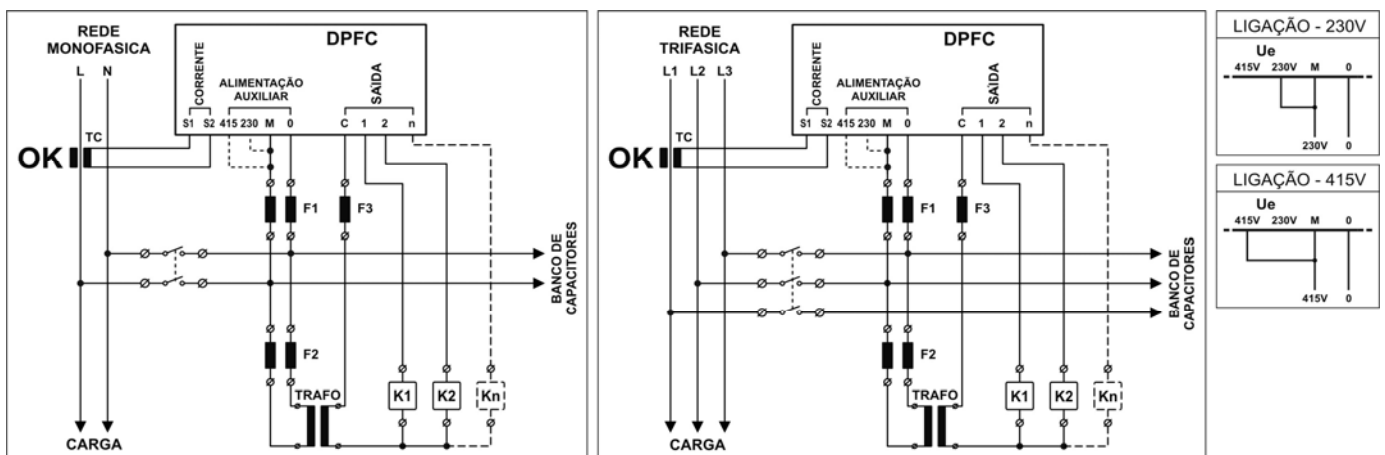 REDE
MONOFASICA
L N
DPFC
CORRENTE
ALIMENTAÇÃO
AUXILIAR
SAÍDA
S1 S2 415 230 M 0 C 1 2 n
TC
OK
F1
F3
BANCO DE
CAPACITORES
F2
TRAFO
K1 K2 Kn
CARGA
REDE
TRIFASICA
L1 L2 L3
DPFC
CORRENTE
ALIMENTAÇÃO
AUXILIAR
SAÍDA
S1 S2 415 230 M 0 C 1 2 n
TC
OK
F1
F3
BANCO DE
CAPACITORES
F2
TRAFO
K1 K2 Kn
CARGA
LIGAÇÃO - 230V
Ue
415V 230V M 0
230V 0
LIGAÇÃO - 415V
Ue
415V 230V M 0
415V 0